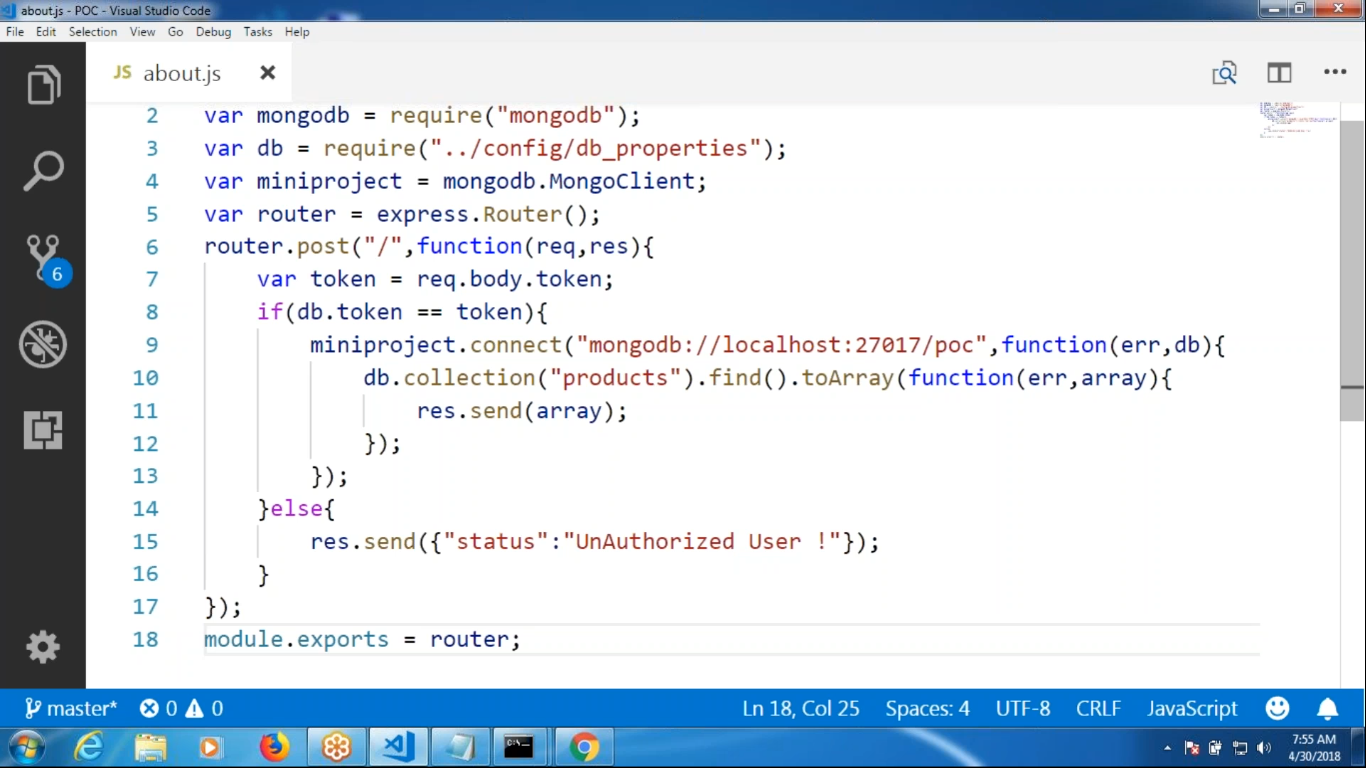 about.js - POC - Visual Studio Code
File Edit Selection View Go Debug Tasks Help
JS about.js
2 var mongodb = require("mongodb");
3 var db = require("../config/db_properties");
4 var miniproject = mongodb.MongoClient;
5 var router = express.Router();
6 router.post("/",function(req,res){
7 var token = req.body.token;
8 if(db.token == token){
9 miniproject.connect("mongodb://localhost:27017/poc",function(err,db){
10 db.collection("products").find().toArray(function(err,array){
11 res.send(array);
12 });
13 });
14 }else{
15 res.send({"status":"UnAuthorized User !"});
16 }
17 });
18 module.exports = router;
6
master* 0 0 Ln 18, Col 25 Spaces: 4 UTF-8 CRLF JavaScript
7:55 AM
4/30/2018